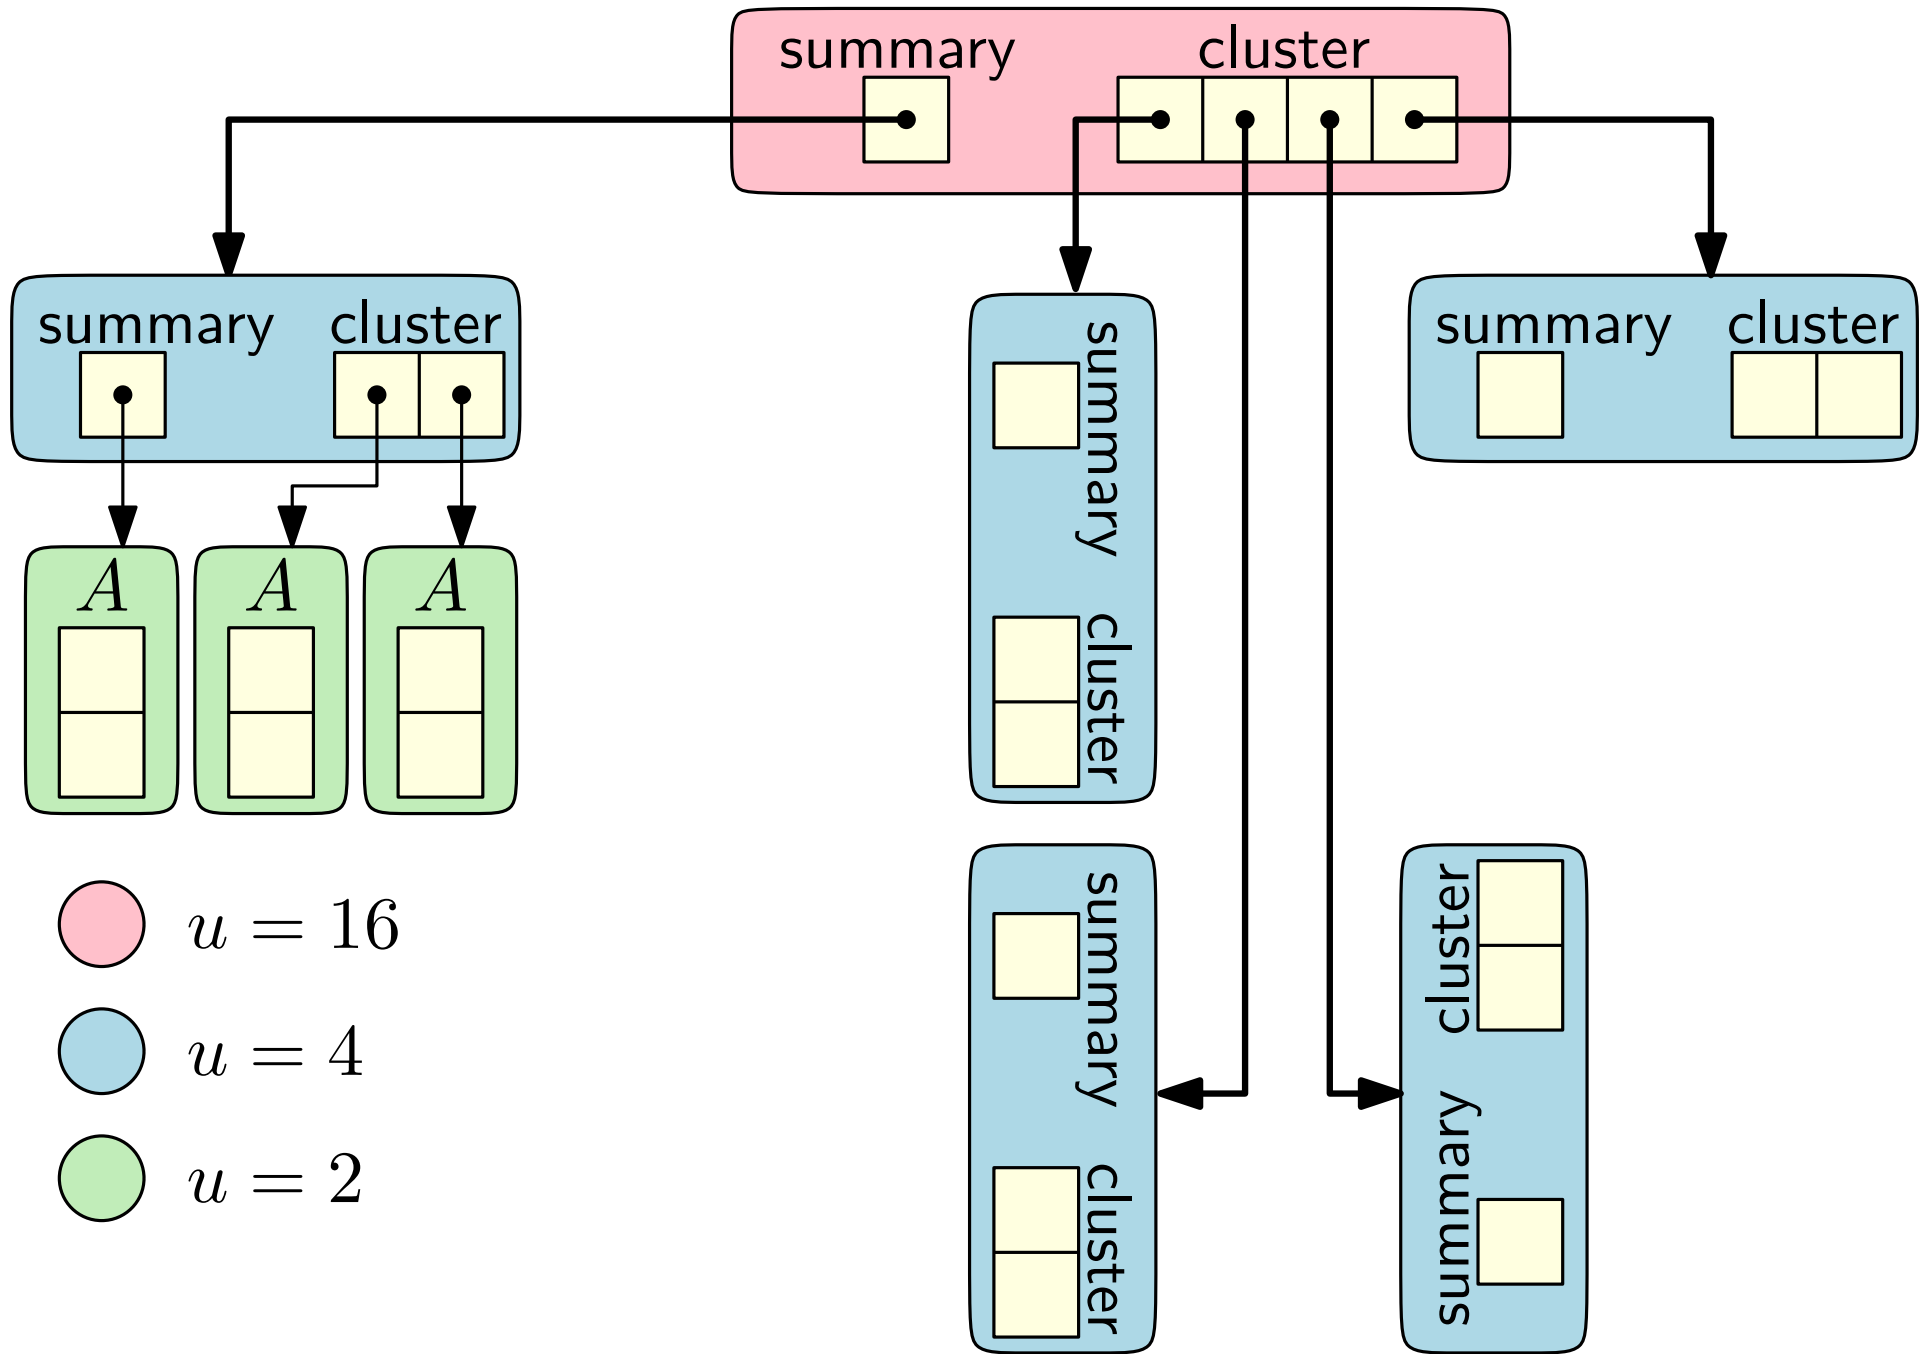 summary cluster
summary cluster
summary
cluster
summary cluster
A A A
summary
cluster
cluster
summary
u = 16
u = 4
u = 2